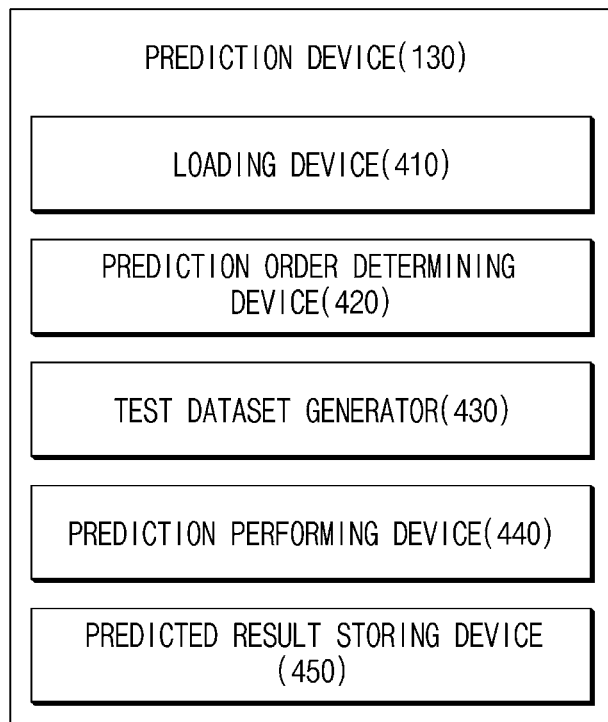 PREDICTION DEVICE(130)
LOADING DEVICE(410)
PREDICTION ORDER DETERMINING
DEVICE(420)
TEST DATASET GENERATOR(430)
PREDICTION PERFORMING DEVICE(440)
PREDICTED RESULT STORING DEVICE
(450)